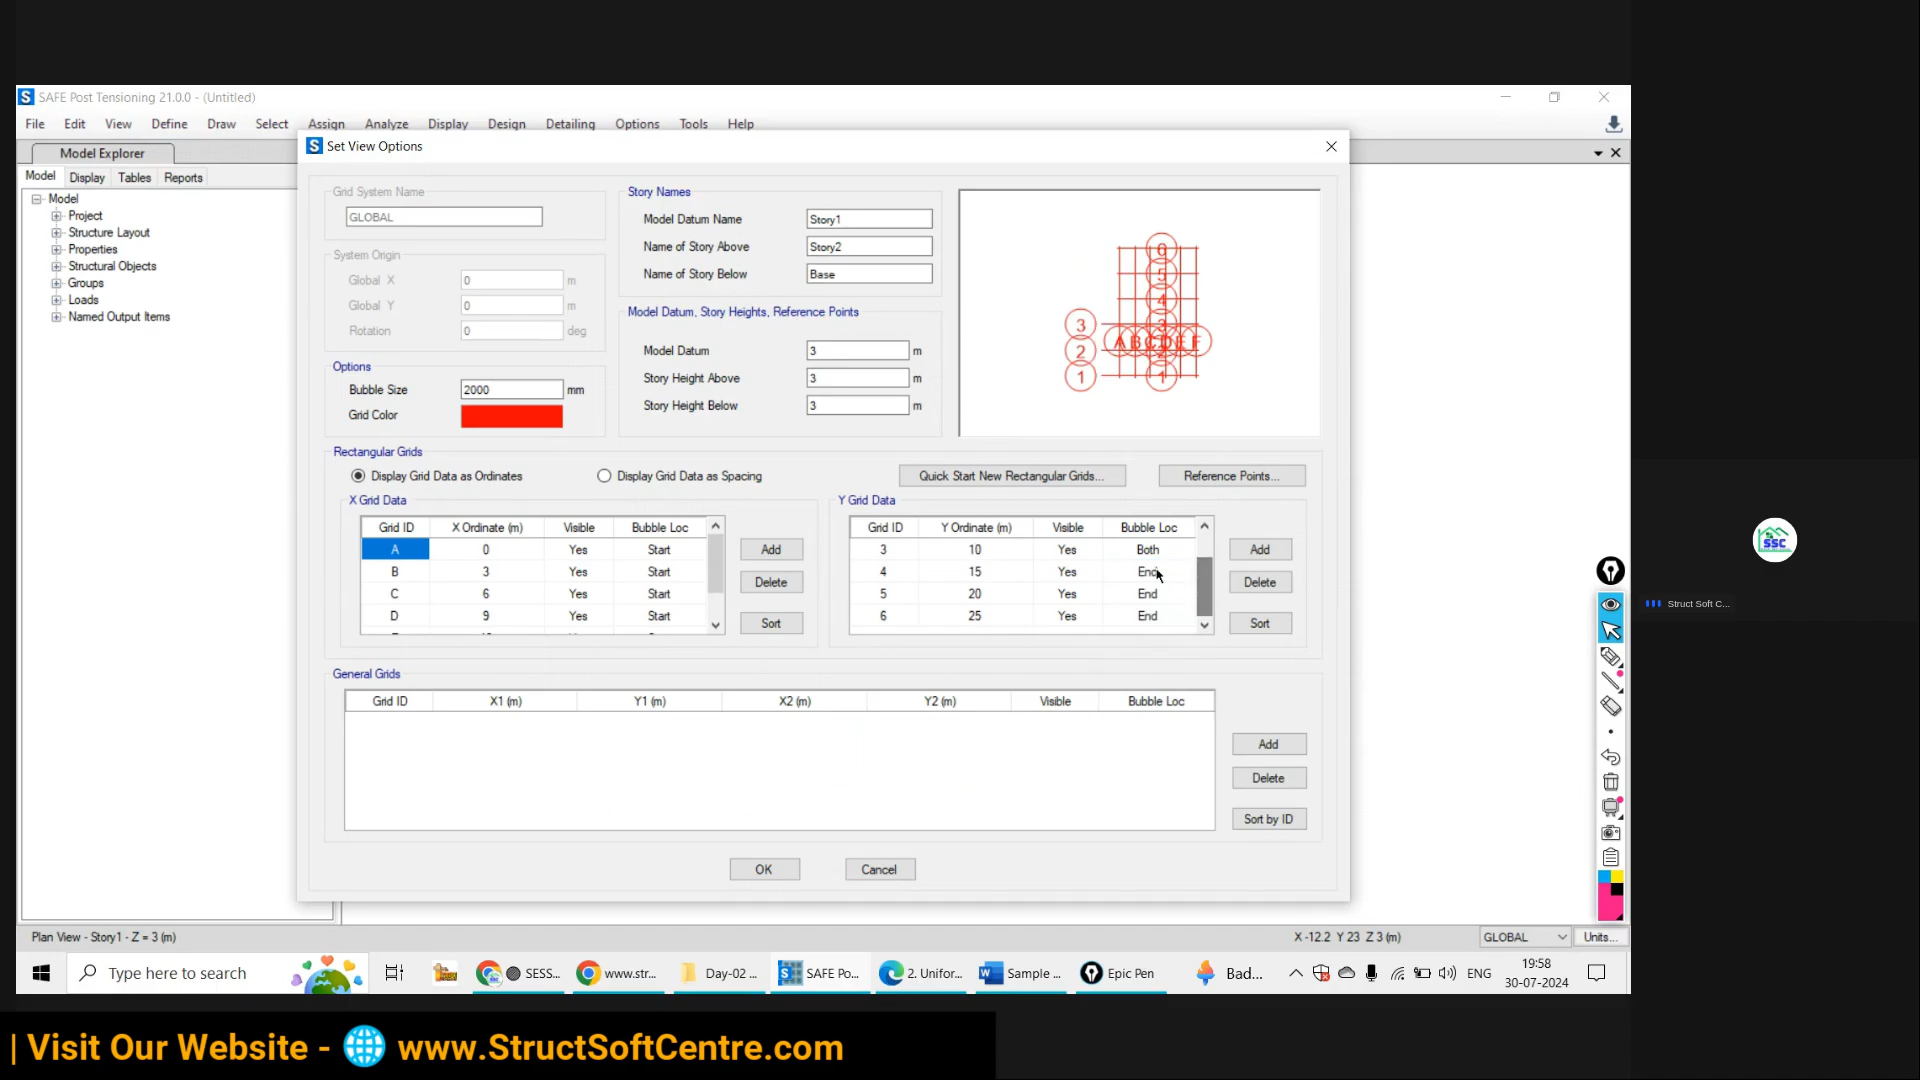 SAFE Post Tensioning 21.0.0 - (Untitled)
File Edit View Define Draw Select Assign Analyze Display Design Detailing Options Tools Help
Model Explorer
Model Display Tables Reports
Model
Project
Structure Layout
Properties
Structural Objects
Groups
Loads
Named Output Items
Set View Options
Grid System Name
GLOBAL
System Origin
Global X 0 m
Global Y 0 m
Rotation 0 deg
Options
Bubble Size 2000 mm
Grid Color
Story Names
Model Datum Name Story1
Name of Story Above Story2
Name of Story Below Base
Model Datum, Story Heights, Reference Points
Model Datum 3 m
Story Height Above 3 m
Story Height Below 3 m
6
5
4
3 3
A B C D E F
2
1 1
Rectangular Grids
Display Grid Data as Ordinates Display Grid Data as Spacing Quick Start New Rectangular Grids... Reference Points...
X Grid Data
Grid ID X Ordinate (m) Visible Bubble Loc
A 0 Yes Start
B 3 Yes Start
C 6 Yes Start
D 9 Yes Start
Add
Delete
Sort
Y Grid Data
Grid ID Y Ordinate (m) Visible Bubble Loc
3 10 Yes Both
4 15 Yes End
5 20 Yes End
6 25 Yes End
Add
Delete
Sort
General Grids
Grid ID X1 (m) Y1 (m) X2 (m) Y2 (m) Visible Bubble Loc
Add
Delete
Sort by ID
OK Cancel
Plan View - Story1 - Z = 3 (m)
X -12.2 Y 23 Z 3 (m)
GLOBAL Units...
Type here to search
SESS... www.str... Day-02 ... SAFE Po... 2. Unifor... Sample ... Epic Pen Bad... ENG
19:58
30-07-2024
SSC
Struct Soft C...
| Visit Our Website - www.StructSoftCentre.com